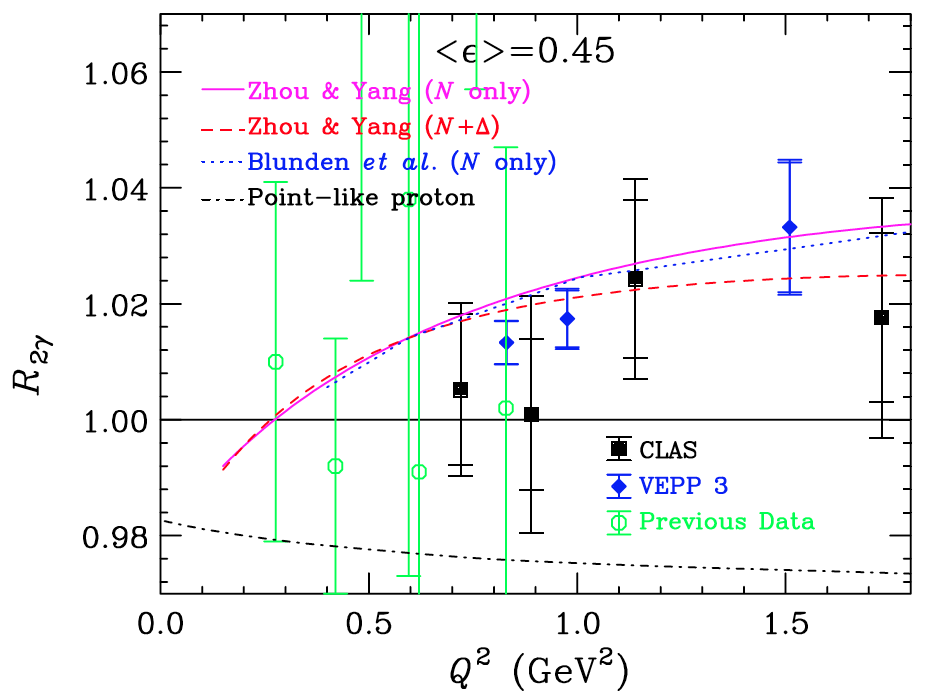 <ϵ>=0.45
1.06
1.04
1.02
1.00
0.98
R2γ
Zhou & Yang (N only)
Zhou & Yang (N+Δ)
Blunden et al. (N only)
Point-like proton
CLAS
VEPP 3
Previous Data
0.0 0.5 1.0 1.5
Q² (GeV²)